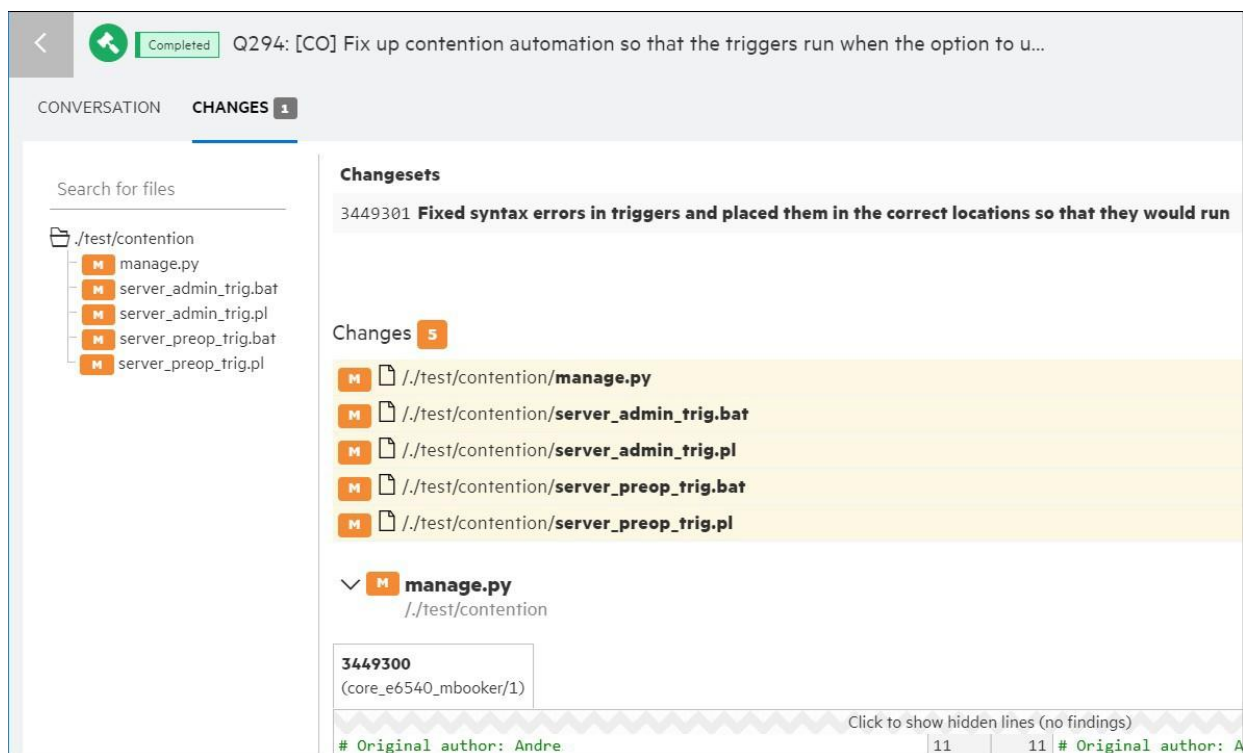 Completed Q294: [CO] Fix up contention automation so that the triggers run when the option to u...
CONVERSATION CHANGES 1
Search for files
./test/contention
M manage.py
M server_admin_trig.bat
M server_admin_trig.pl
M server_preop_trig.bat
M server_preop_trig.pl
Changesets
3449301 Fixed syntax errors in triggers and placed them in the correct locations so that they would run
Changes 5
M /./test/contention/manage.py
M /./test/contention/server_admin_trig.bat
M /./test/contention/server_admin_trig.pl
M /./test/contention/server_preop_trig.bat
M /./test/contention/server_preop_trig.pl
M manage.py
/./test/contention
3449300
(core_e6540_mbooker/1)
Click to show hidden lines (no findings)
# Original author: Andre 11 11 # Original author: A